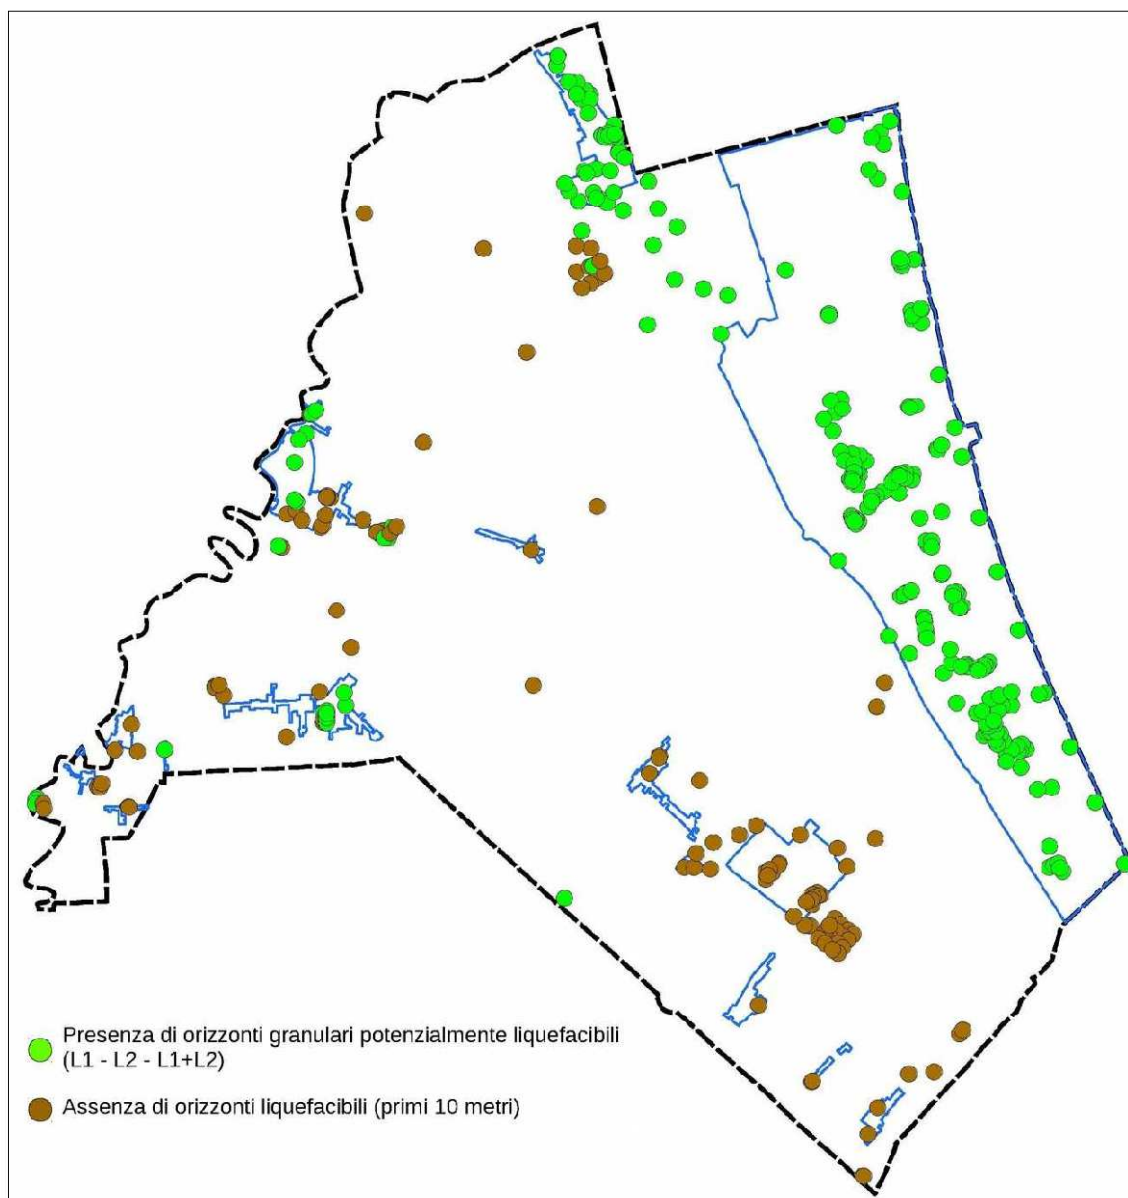 Presenza di orizzonti granulari potenzialmente liquefacibili
(L1 - L2 - L1+L2)
Assenza di orizzonti liquefacibili (primi 10 metri)